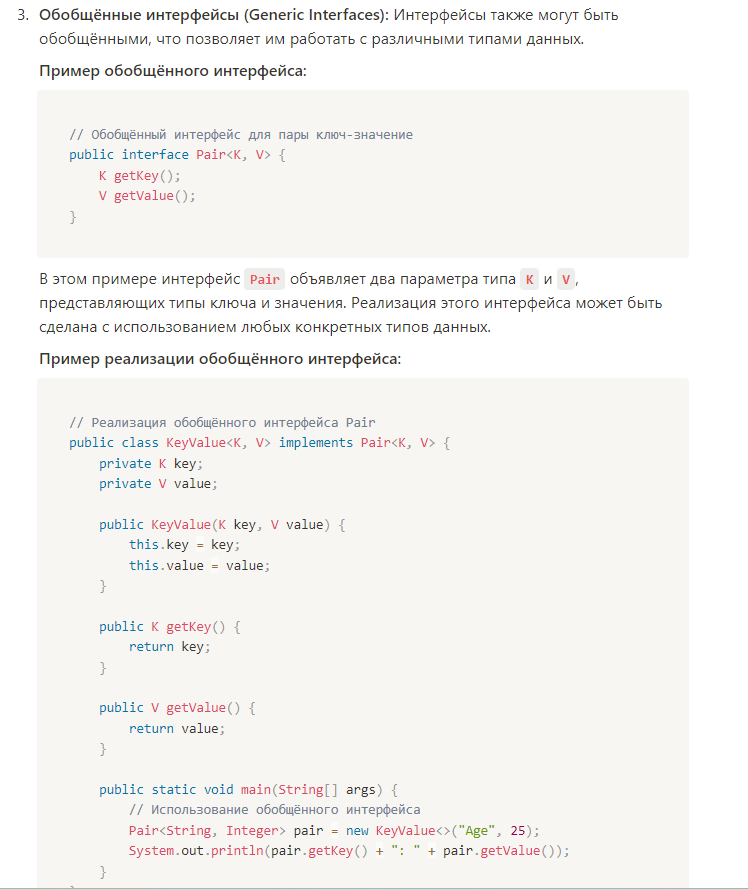 3. Обобщённые интерфейсы (Generic Interfaces): Интерфейсы также могут быть
обобщёнными, что позволяет им работать с различными типами данных.
Пример обобщённого интерфейса:
// Обобщённый интерфейс для пары ключ-значение
public interface Pair<K, V> {
    K getKey();
    V getValue();
}
В этом примере интерфейс Pair объявляет два параметра типа K и V,
представляющих типы ключа и значения. Реализация этого интерфейса может быть
сделана с использованием любых конкретных типов данных.
Пример реализации обобщённого интерфейса:
// Реализация обобщённого интерфейса Pair
public class KeyValue<K, V> implements Pair<K, V> {
    private K key;
    private V value;
    public KeyValue(K key, V value) {
        this.key = key;
        this.value = value;
    }
    public K getKey() {
        return key;
    }
    public V getValue() {
        return value;
    }
    public static void main(String[] args) {
        // Использование обобщённого интерфейса
        Pair<String, Integer> pair = new KeyValue<>("Age", 25);
        System.out.println(pair.getKey() + ": " + pair.getValue());
    }